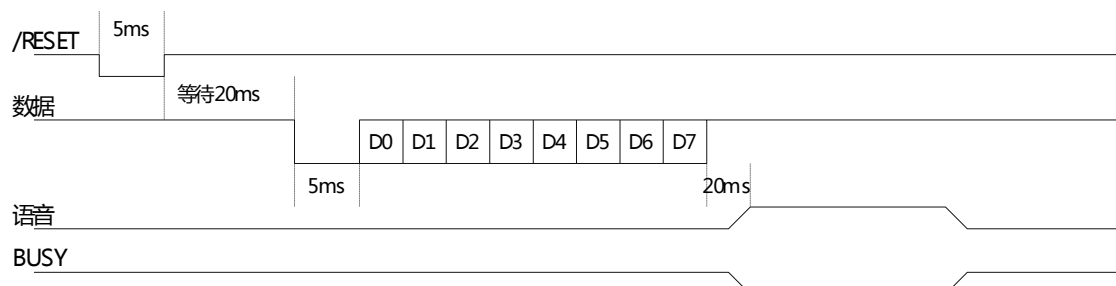 5ms
/RESET
等待20ms
数据
D0 D1 D2 D3 D4 D5 D6 D7
5ms
20ms
语音
BUSY